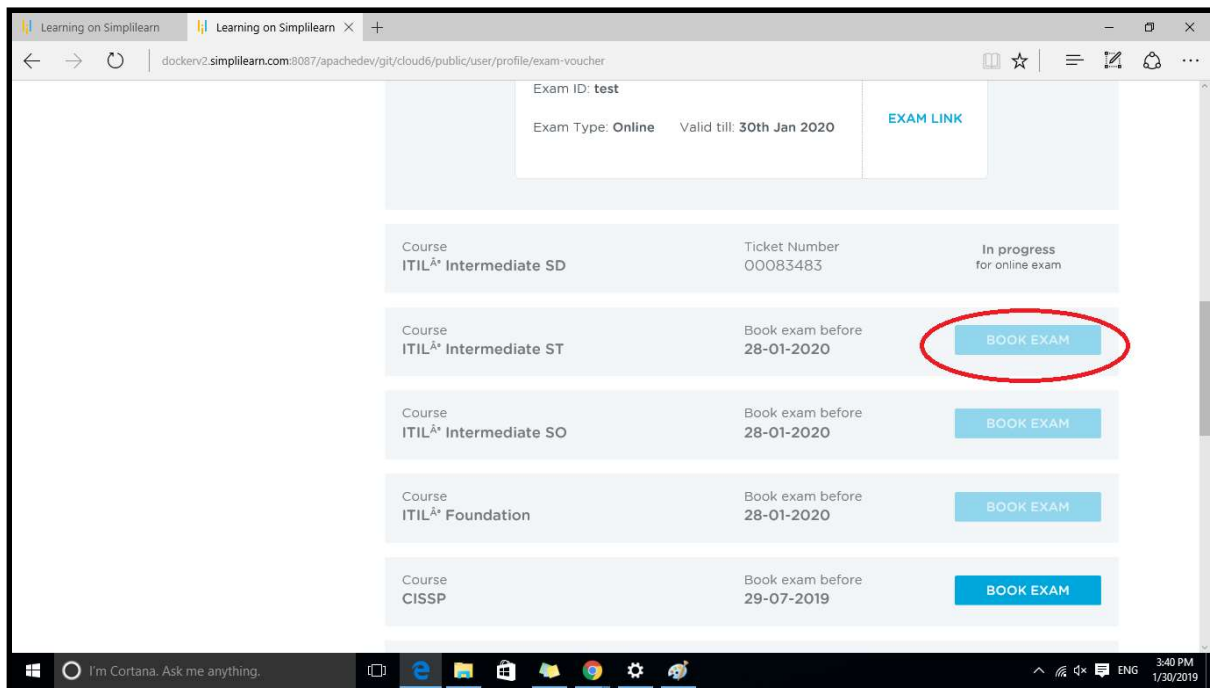 Learning on Simplilearn
Learning on Simplilearn
dockerv2.simplilearn.com:8087/apachedev/git/cloud6/public/user/profile/exam-voucher
Exam ID: test
Exam Type: Online Valid till: 30th Jan 2020
EXAM LINK
Course Ticket Number In progress
ITILÂ® Intermediate SD 00083483 for online exam
Course Book exam before
ITILÂ® Intermediate ST 28-01-2020 BOOK EXAM
Course Book exam before
ITILÂ® Intermediate SO 28-01-2020 BOOK EXAM
Course Book exam before
ITILÂ® Foundation 28-01-2020 BOOK EXAM
Course Book exam before
CISSP 29-07-2019 BOOK EXAM
I'm Cortana. Ask me anything.
ENG
3:40 PM
1/30/2019